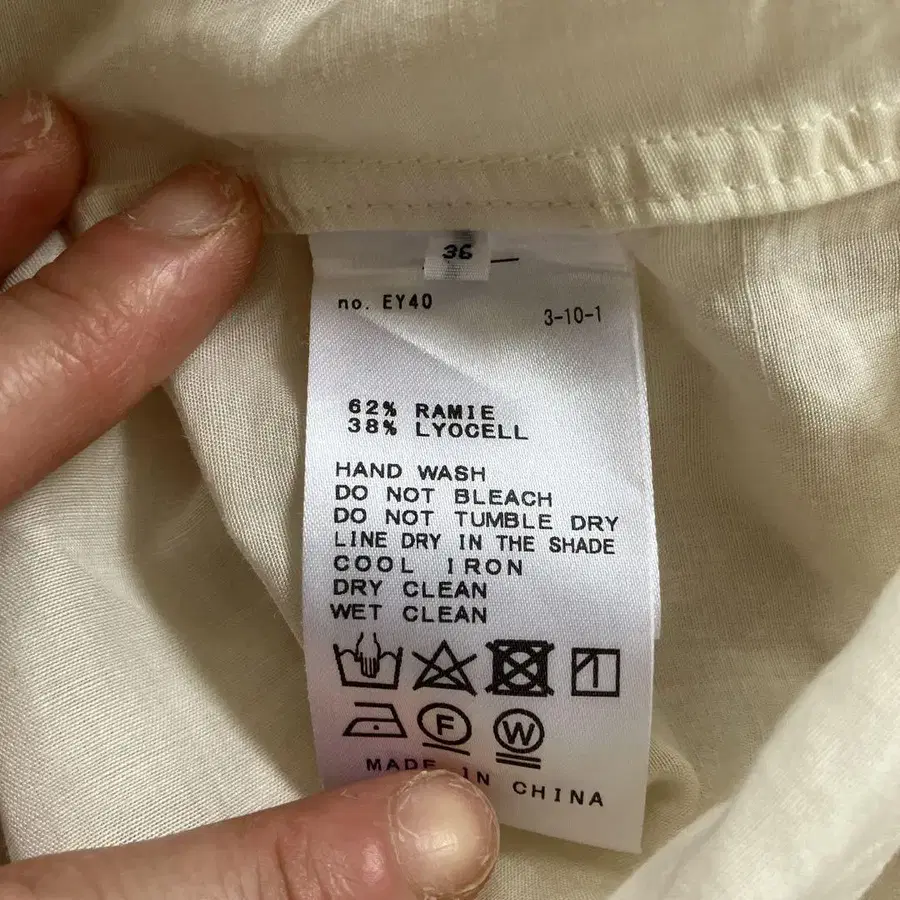 36
no. EY40
3-10-1
62% RAMIE
38% LYOCELL
HAND WASH
DO NOT BLEACH
DO NOT TUMBLE DRY
LINE DRY IN THE SHADE
COOL IRON
DRY CLEAN
WET CLEAN
F
W
MADE IN CHINA